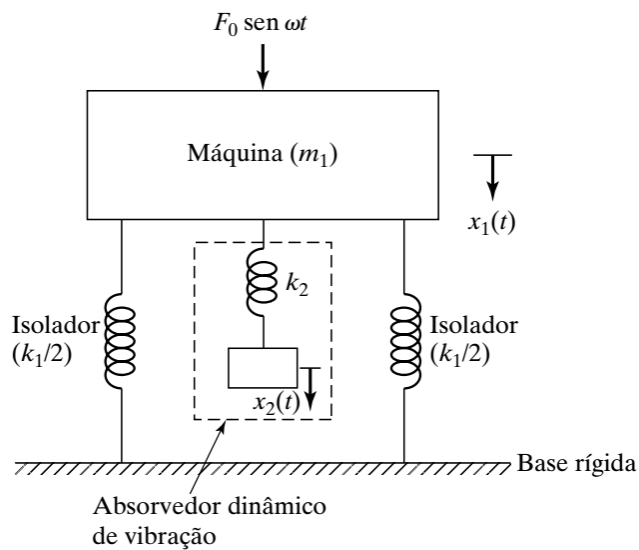 F₀ sen ωt
Máquina (m₁)
x₁(t)
k₂
Isolador
(k₁/2)
Isolador
(k₁/2)
x₂(t)
Base rígida
Absorvedor dinâmico
de vibração